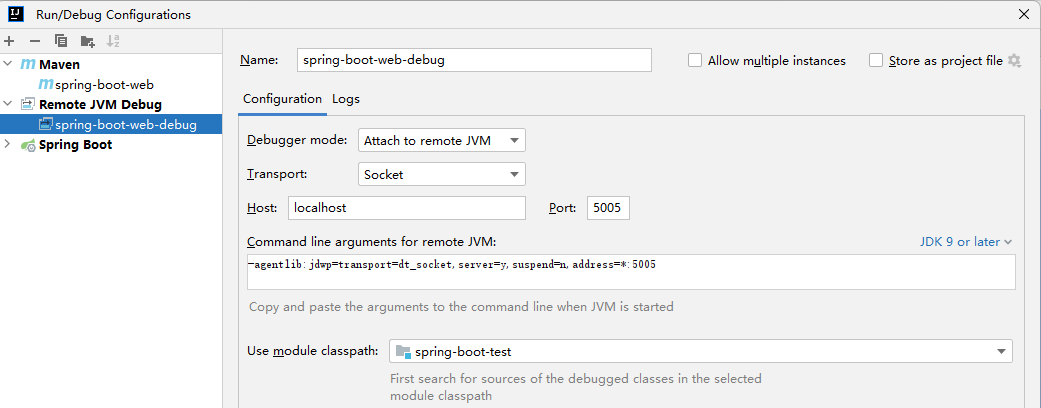 Run/Debug Configurations
Maven
spring-boot-web
Remote JVM Debug
spring-boot-web-debug
Spring Boot
Name: spring-boot-web-debug Allow multiple instances Store as project file
Configuration Logs
Debugger mode: Attach to remote JVM
Transport: Socket
Host: localhost Port: 5005
Command line arguments for remote JVM: JDK 9 or later
-agentlib:jdwp=transport=dt_socket,server=y,suspend=n,address=*:5005
Copy and paste the arguments to the command line when JVM is started
Use module classpath: spring-boot-test
First search for sources of the debugged classes in the selected
module classpath